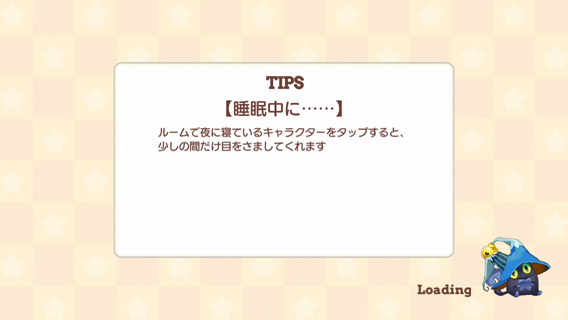 TIPS
【睡眠中に……】
ルームで夜に寝ているキャラクターをタップすると、
少しの間だけ目をさましてくれます
Loading